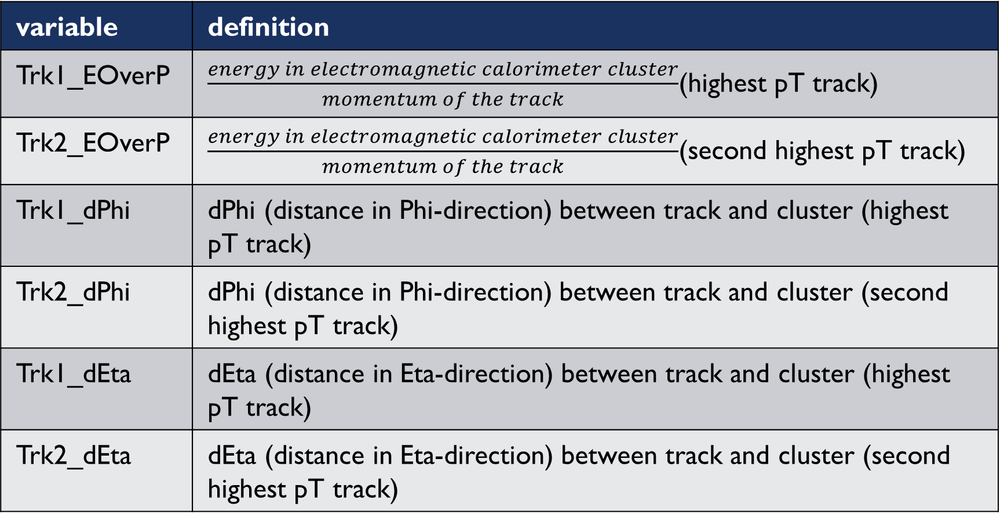 variable definition
Trk1_EOverP energy in electromagnetic calorimeter cluster
momentum of the track (highest pT track)
Trk2_EOverP energy in electromagnetic calorimeter cluster
momentum of the track (second highest pT track)
Trk1_dPhi dPhi (distance in Phi-direction) between track and cluster (highest
pT track)
Trk2_dPhi dPhi (distance in Phi-direction) between track and cluster (second
highest pT track)
Trk1_dEta dEta (distance in Eta-direction) between track and cluster (highest
pT track)
Trk2_dEta dEta (distance in Eta-direction) between track and cluster (second
highest pT track)